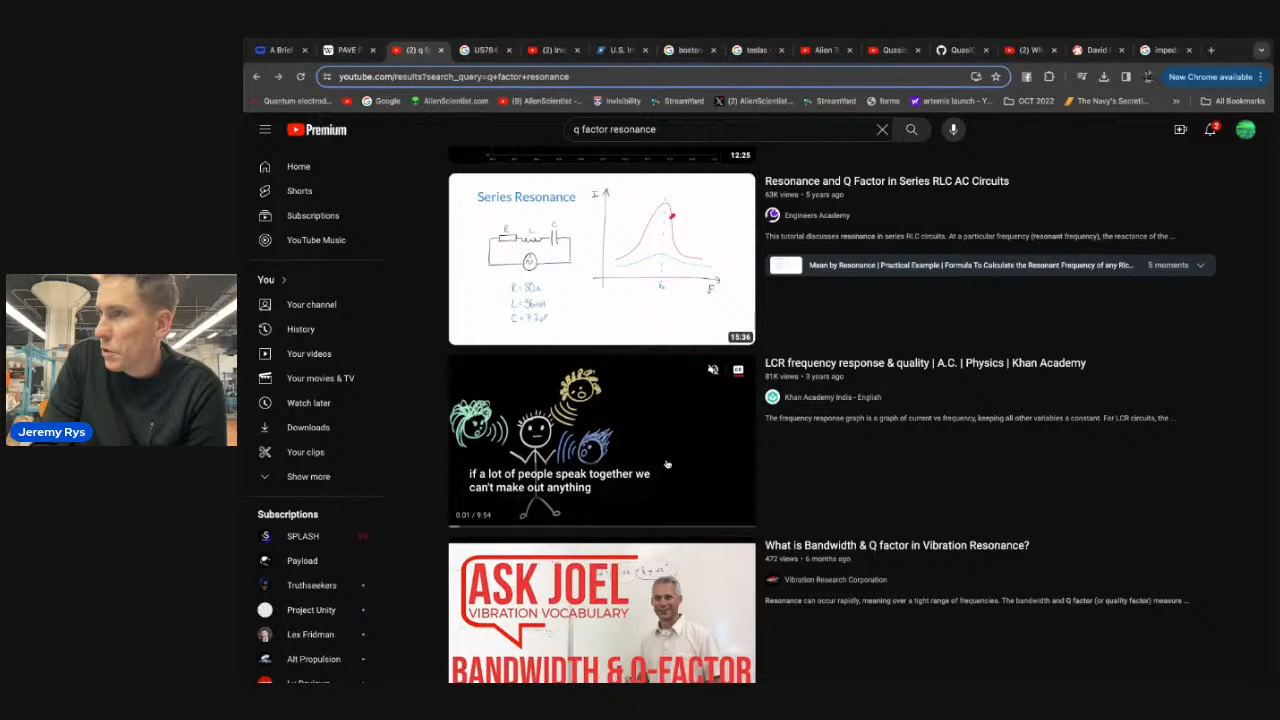 A Brief
PAVE P
(2) q fa
US784
(2) inv
U.S. In
boston
teslas
Alien T
Quasi
QuasiC
(2) Wh
David F
imped
youtube.com/results?search_query=q+factor+resonance
New Chrome available
Quantum electrod...
Google
AlienScientist.com
(9) AlienScientist -...
Invisibility
StreamYard
(2) AlienScientist...
StreamYard
forms
artemis launch - Y...
OCT 2022
The Navy's Secreti...
All Bookmarks
Premium
q factor resonance
2
Home
Shorts
Subscriptions
YouTube Music
You
Your channel
History
Your videos
Your movies & TV
Watch later
Downloads
Your clips
Show more
Subscriptions
SPLASH
Payload
Truthseekers
Project Unity
Lex Fridman
Alt Propulsion
Jeremy Rys
12:25
Series Resonance
I
R L C
R = 80Ω
L = 56mH
f
15:36
Resonance and Q Factor in Series RLC AC Circuits
63K views • 5 years ago
Engineers Academy
This tutorial discusses resonance in series RLC circuits. At a particular frequency (resonant frequency), the reactance of the ...
Mean by Resonance | Practical Example | Formula To Calculate the Resonant Frequency of any Rlc...
5 moments
if a lot of people speak together we
can't make out anything
0:01 / 9:54
LCR frequency response & quality | A.C. | Physics | Khan Academy
81K views • 3 years ago
Khan Academy India - English
The frequency response graph is a graph of current vs frequency, keeping all other variables a constant. For LCR circuits, the ...
ASK JOEL
VIBRATION VOCABULARY
BANDWIDTH & Q-FACTOR
What is Bandwidth & Q factor in Vibration Resonance?
472 views • 6 months ago
Vibration Research Corporation
Resonance can occur rapidly, meaning over a tight range of frequencies. The bandwidth and Q factor (or quality factor) measure ...